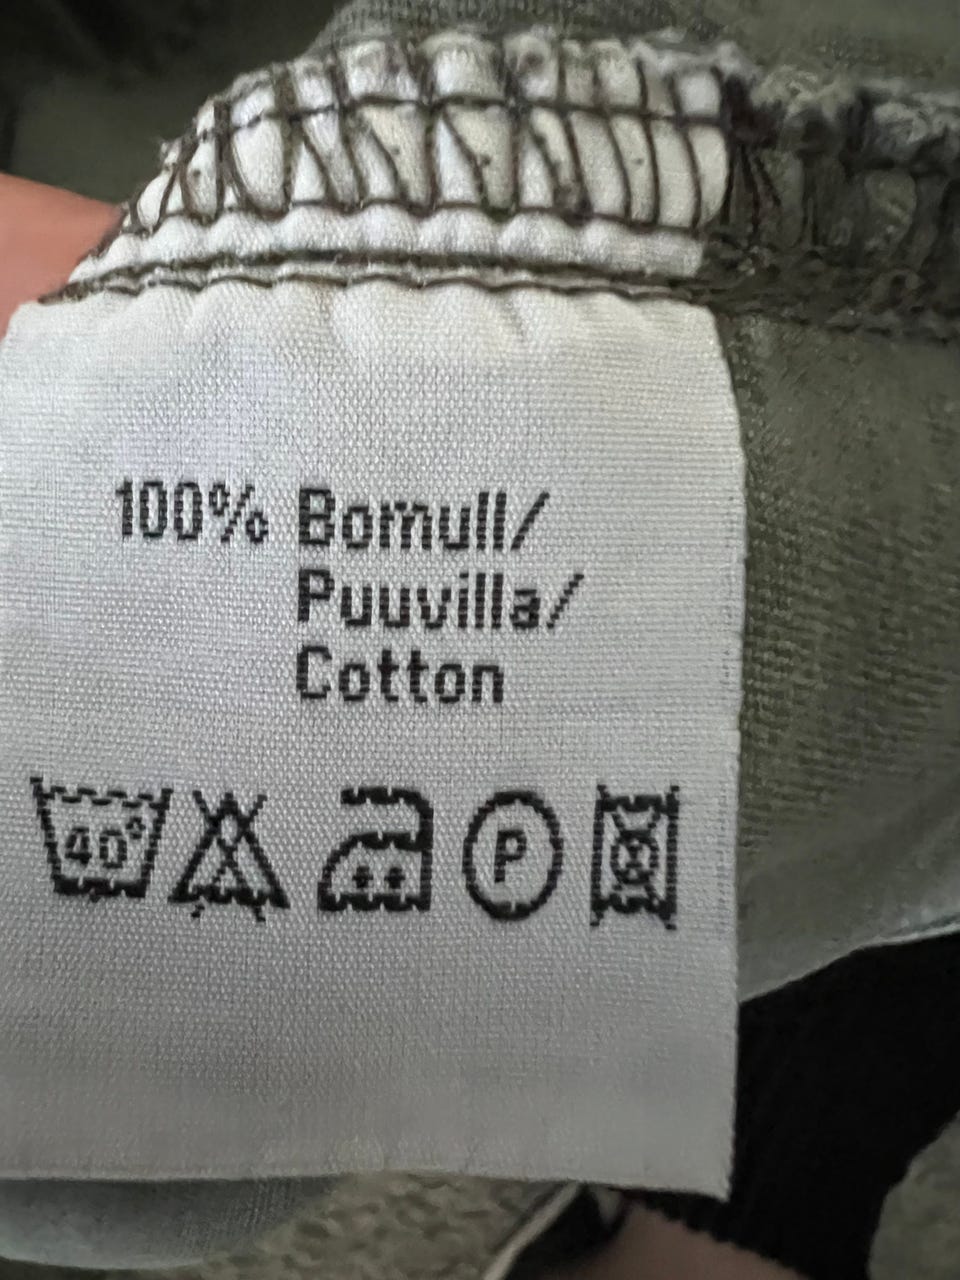 100% Bomull/
Puuvilla/
Cotton
40°
P